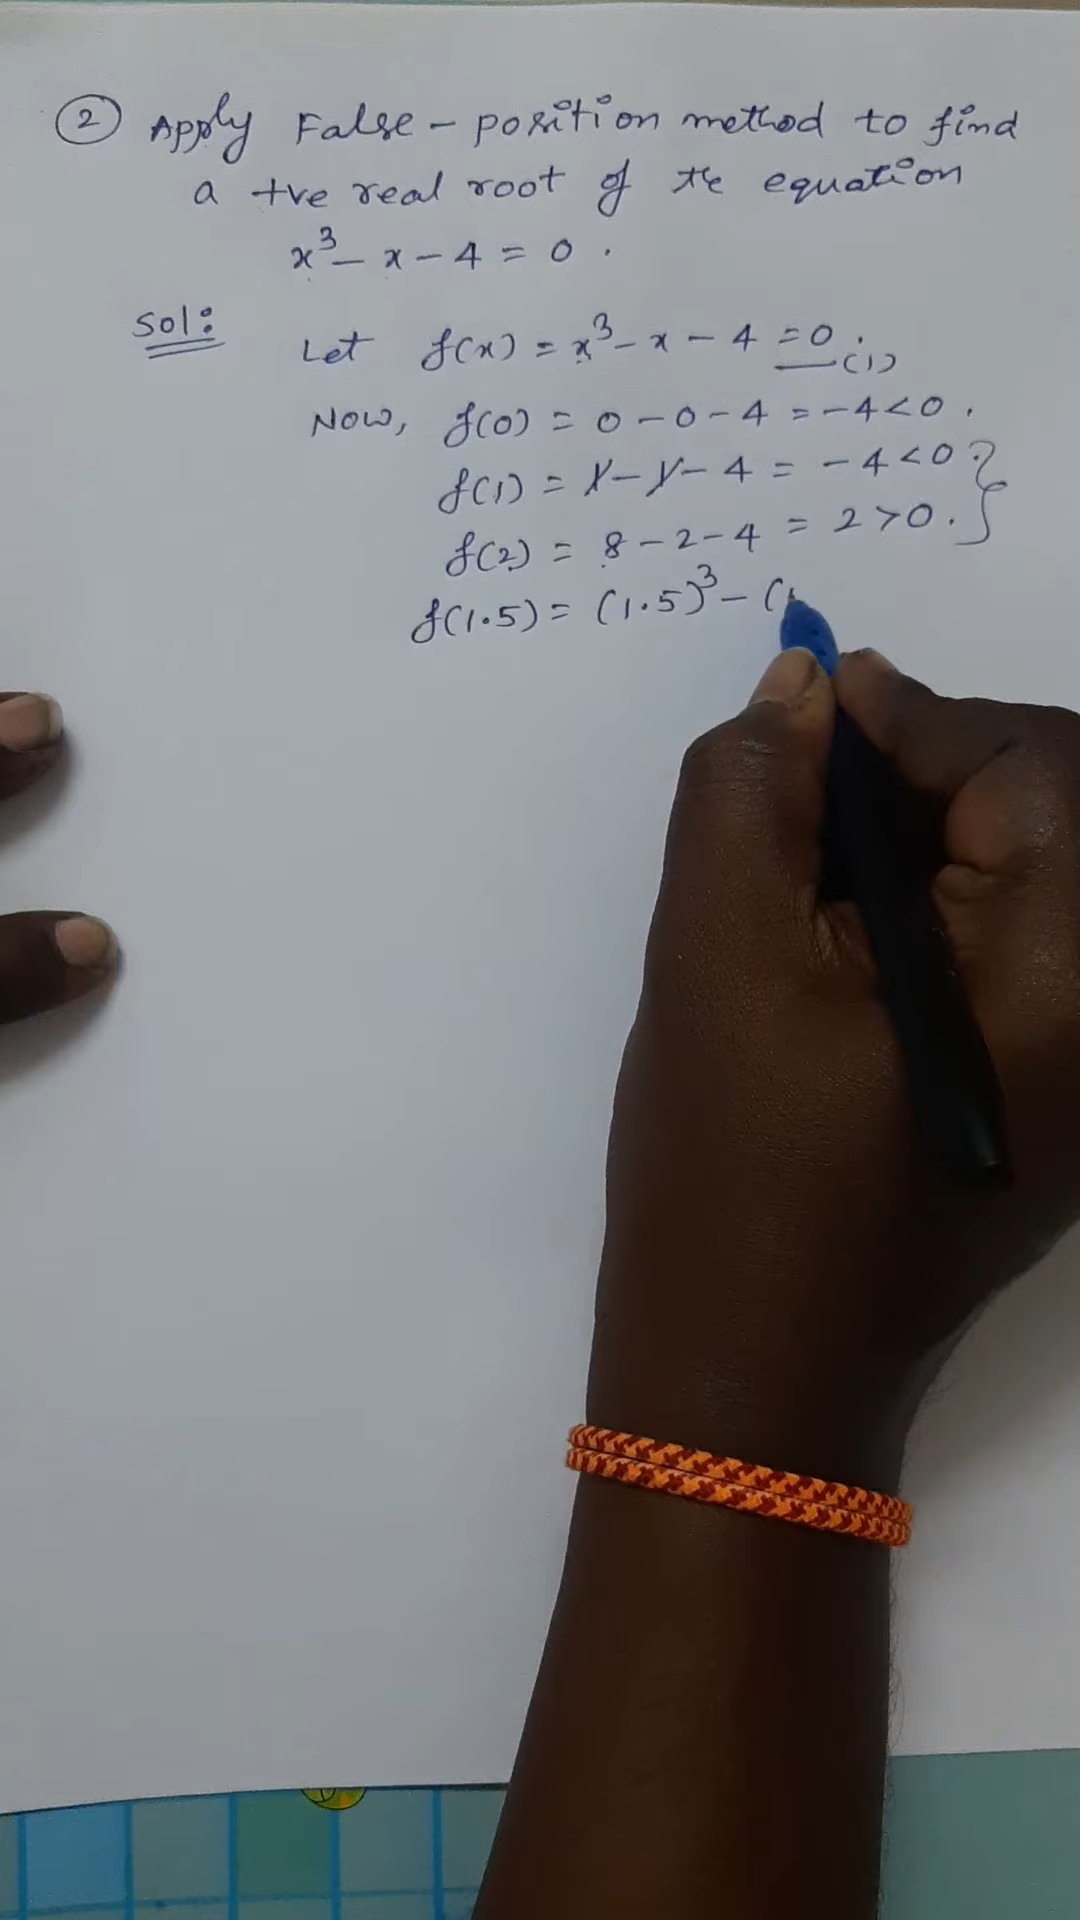 ② Apply False-position method to find
a +ve real root of the equation
x³ - x - 4 = 0 .
Sol:
Let f(x) = x³ - x - 4 = 0 . (1)
Now, f(0) = 0 - 0 - 4 = -4 < 0 .
f(1) = 1 - 1 - 4 = -4 < 0 }
f(2) = 8 - 2 - 4 = 2 > 0 . }
f(1.5) = (1.5)³ - (1